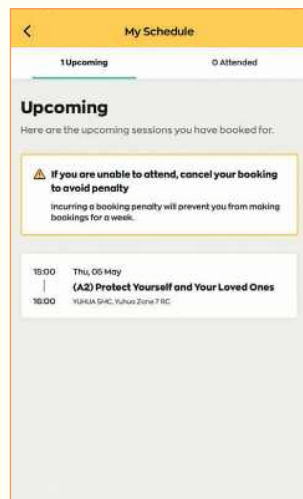 My Schedule
1 Upcoming 0 Attended
Upcoming
Here are the upcoming sessions you have booked for.
If you are unable to attend, cancel your booking
to avoid penalty
Incurring a booking penalty will prevent you from making
bookings for a week.
15:00 Thu, 05 May
(A2) Protect Yourself and Your Loved Ones
16:00 YUHUA SMC, Yuhua Zone 7 RC